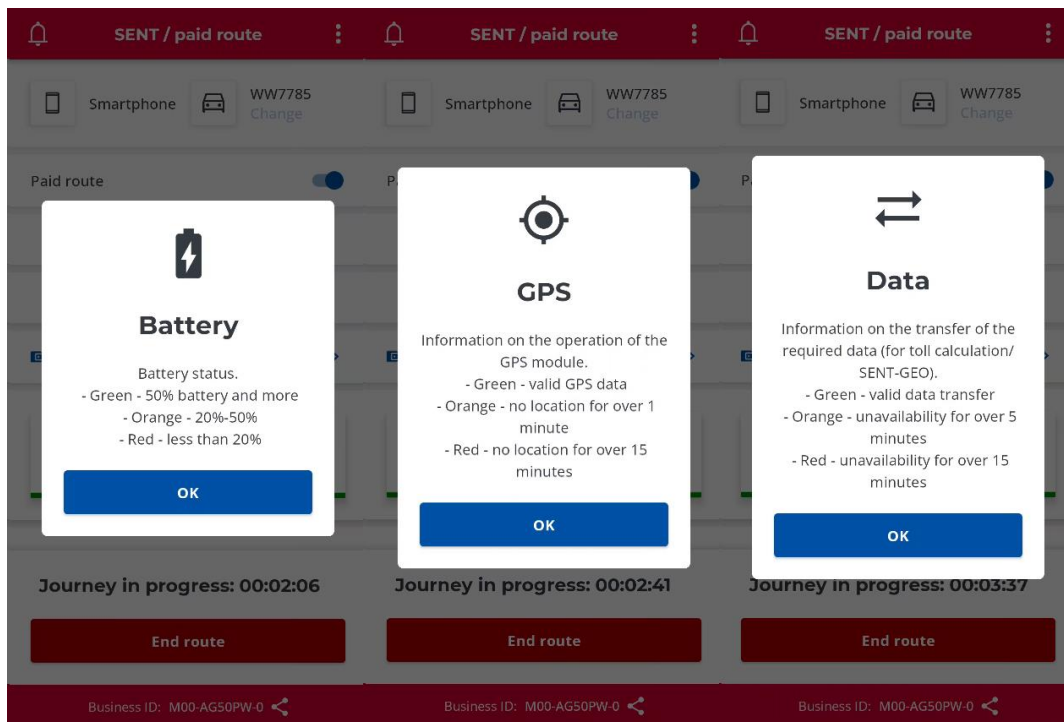 SENT / paid route
Smartphone
WW7785
Change
Paid route
Battery
Battery status.
- Green - 50% battery and more
- Orange - 20%-50%
- Red - less than 20%
OK
Journey in progress: 00:02:06
End route
Business ID: M00-AG50PW-0
SENT / paid route
Smartphone
WW7785
Change
P
GPS
Information on the operation of the
GPS module.
- Green - valid GPS data
- Orange - no location for over 1
minute
- Red - no location for over 15
minutes
OK
Journey in progress: 00:02:41
End route
Business ID: M00-AG50PW-0
SENT / paid route
Smartphone
WW7785
Change
P
Data
Information on the transfer of the
required data (for toll calculation/
SENT-GEO).
- Green - valid data transfer
- Orange - unavailability for over 5
minutes
- Red - unavailability for over 15
minutes
OK
Journey in progress: 00:03:37
End route
Business ID: M00-AG50PW-0